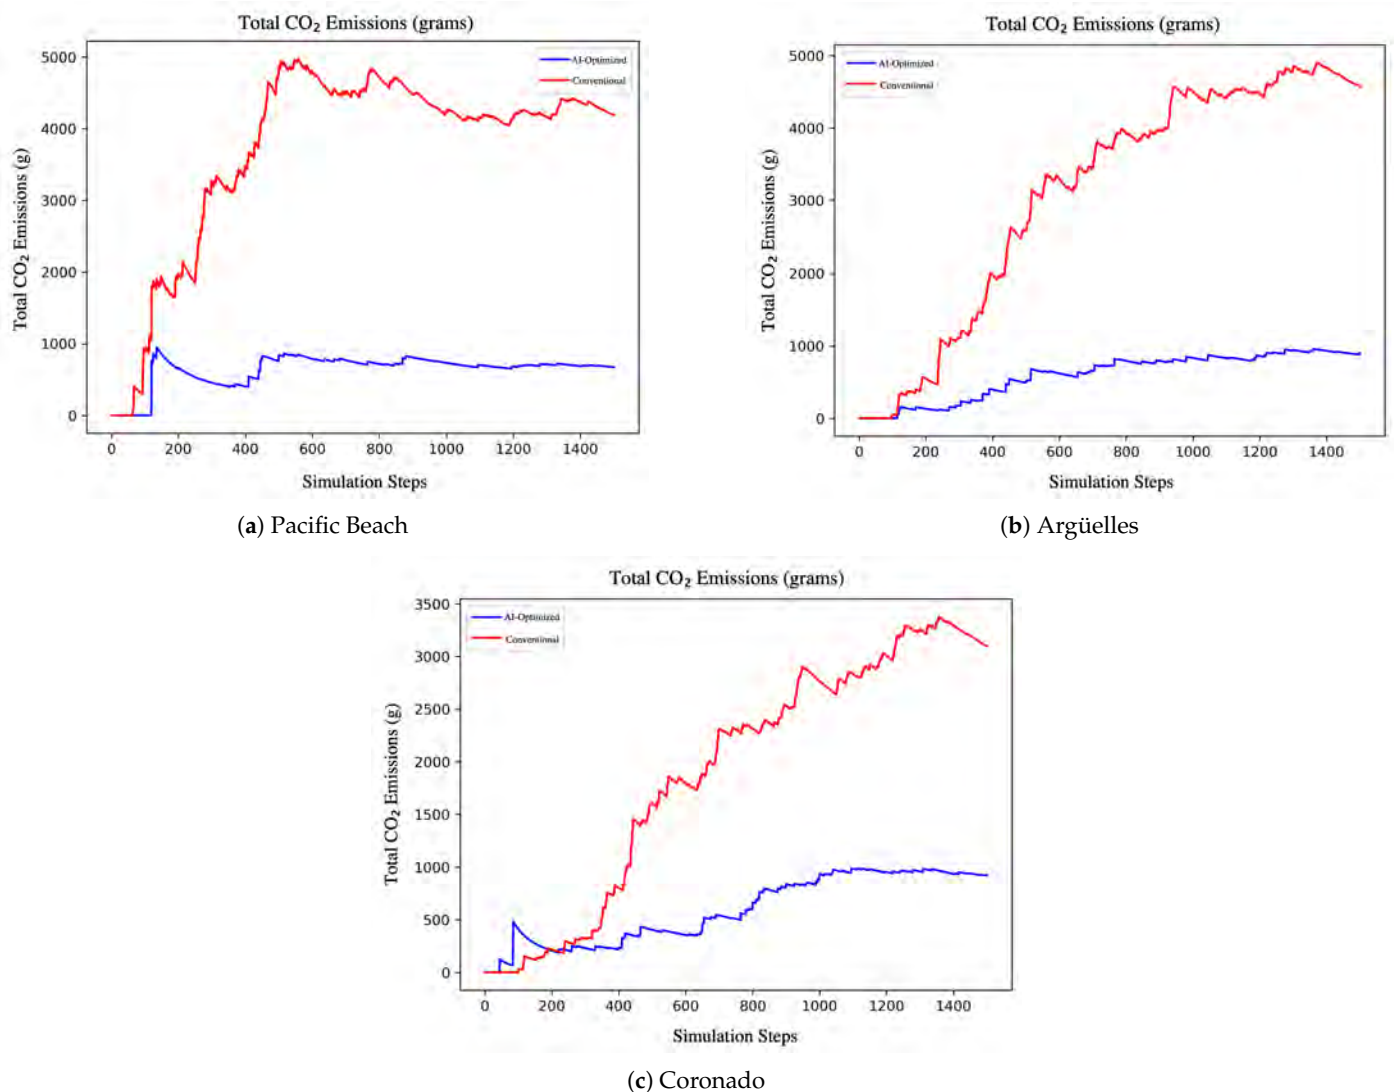 Total CO₂ Emissions (grams)
5000
4000
3000
2000
1000
0
Total CO₂ Emissions (g)
AI-Optimized
Conventional
0 200 400 600 800 1000 1200 1400
Simulation Steps
(a) Pacific Beach
Total CO₂ Emissions (grams)
5000
4000
3000
2000
1000
0
Total CO₂ Emissions (g)
AI-Optimized
Conventional
0 200 400 600 800 1000 1200 1400
Simulation Steps
(b) Argüelles
Total CO₂ Emissions (grams)
3500
3000
2500
2000
1500
1000
500
0
Total CO₂ Emissions (g)
AI-Optimized
Conventional
0 200 400 600 800 1000 1200 1400
Simulation Steps
(c) Coronado